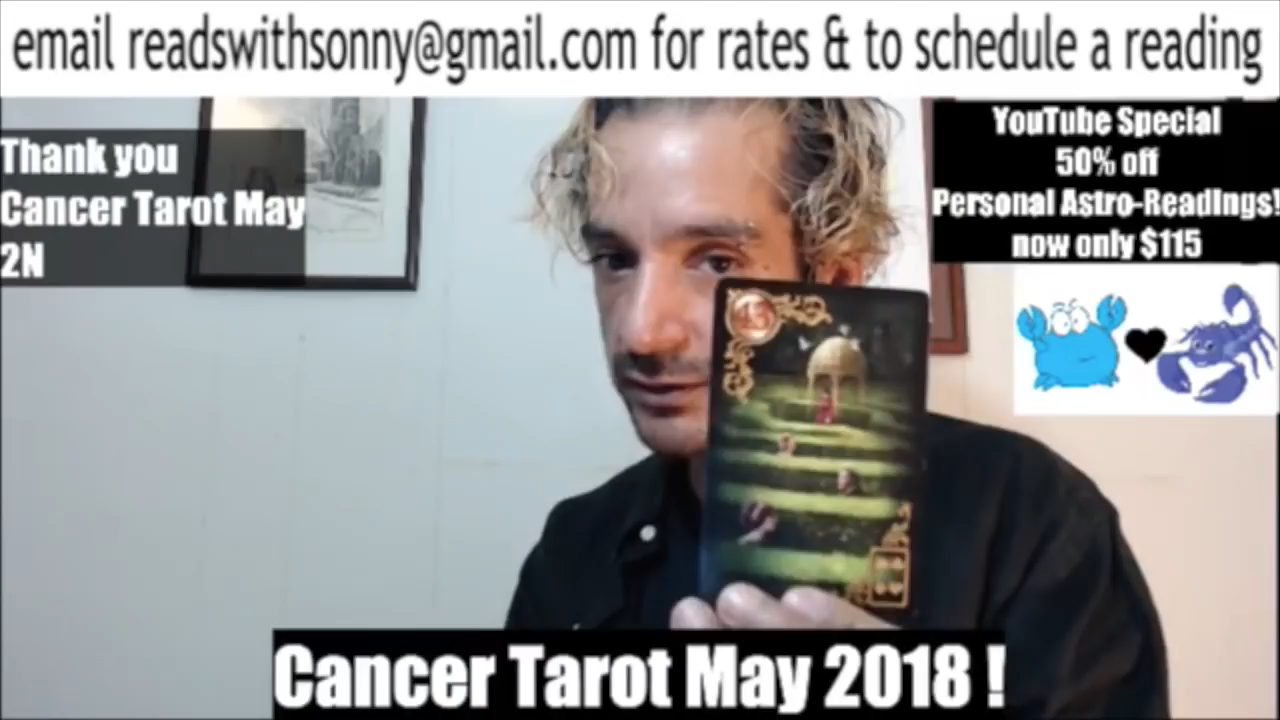 email readswithsonny@gmail.com for rates & to schedule a reading
Thank you
Cancer Tarot May
2N
YouTube Special
50% off
Personal Astro-Readings!
now only $115
Cancer Tarot May 2018 !